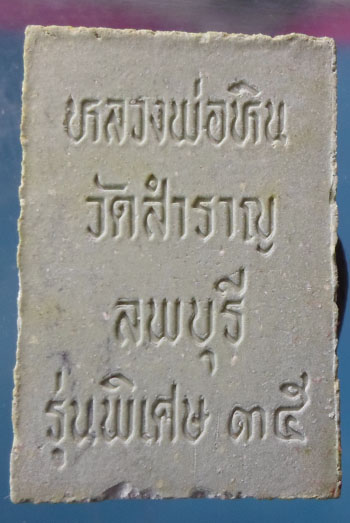 หลวงพ่อหิน
วัดสำราญ
ลพบุรี
รุ่นพิเศษ ๓๕